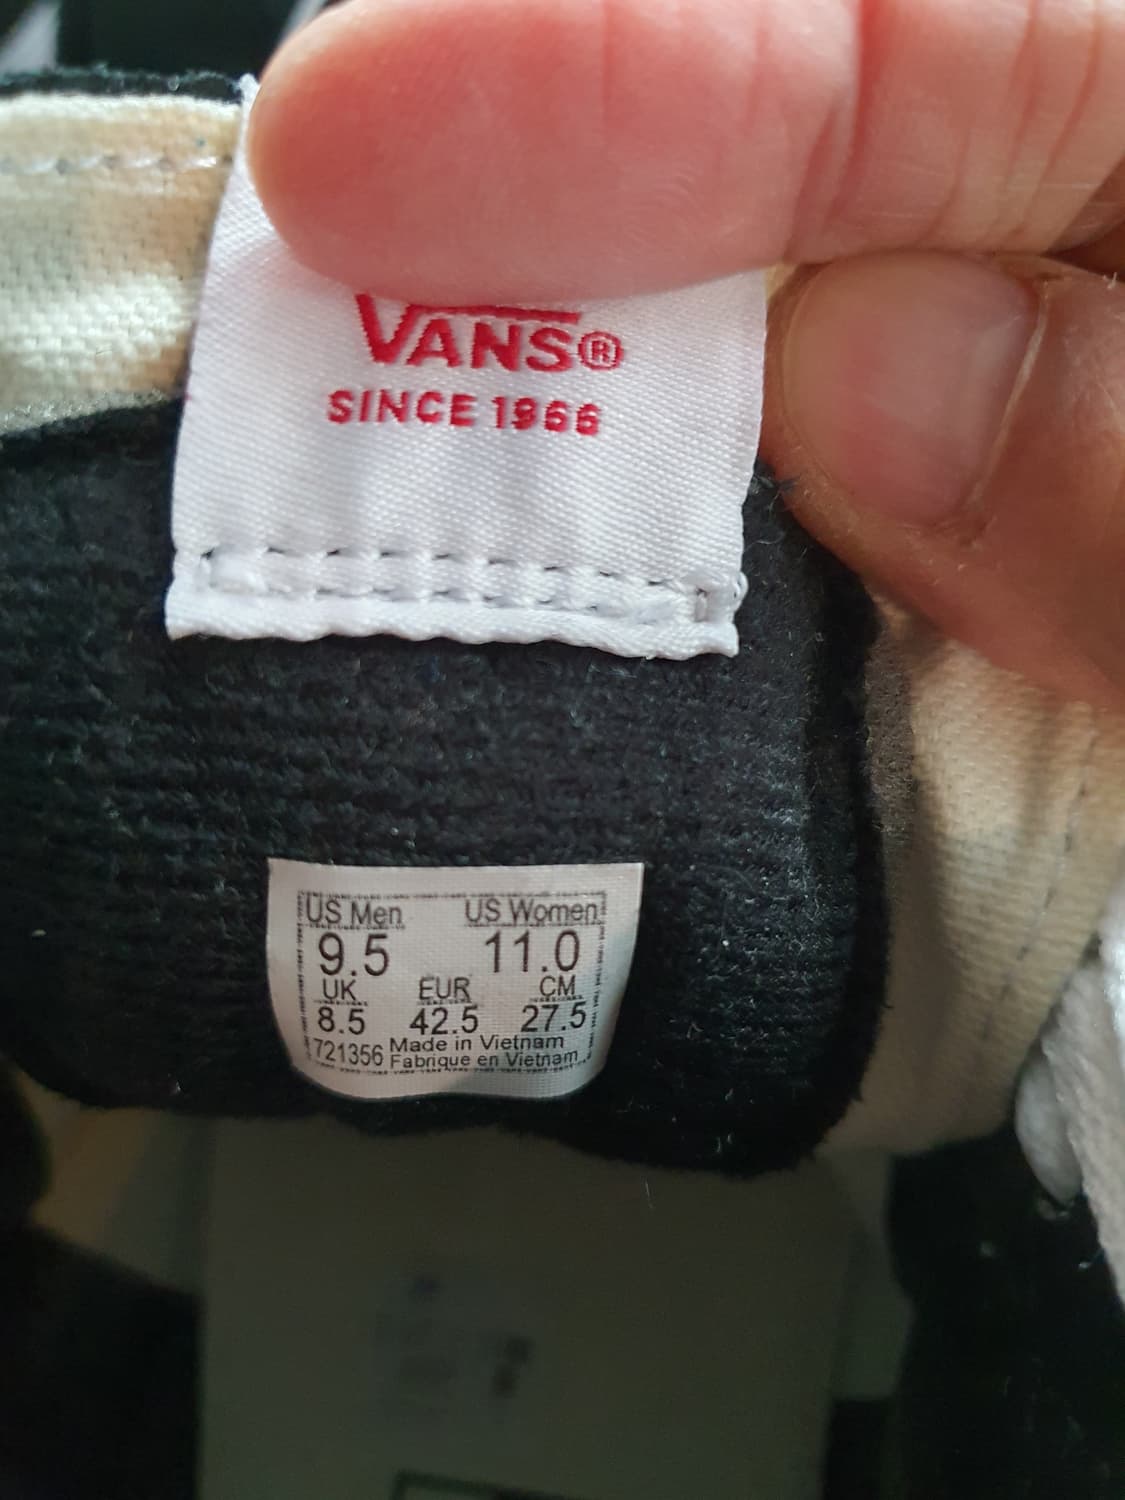 VANS®
SINCE 1966
US Men US Women
9.5 11.0
UK EUR CM
8.5 42.5 27.5
721356 Made in Vietnam
Fabrique en Vietnam